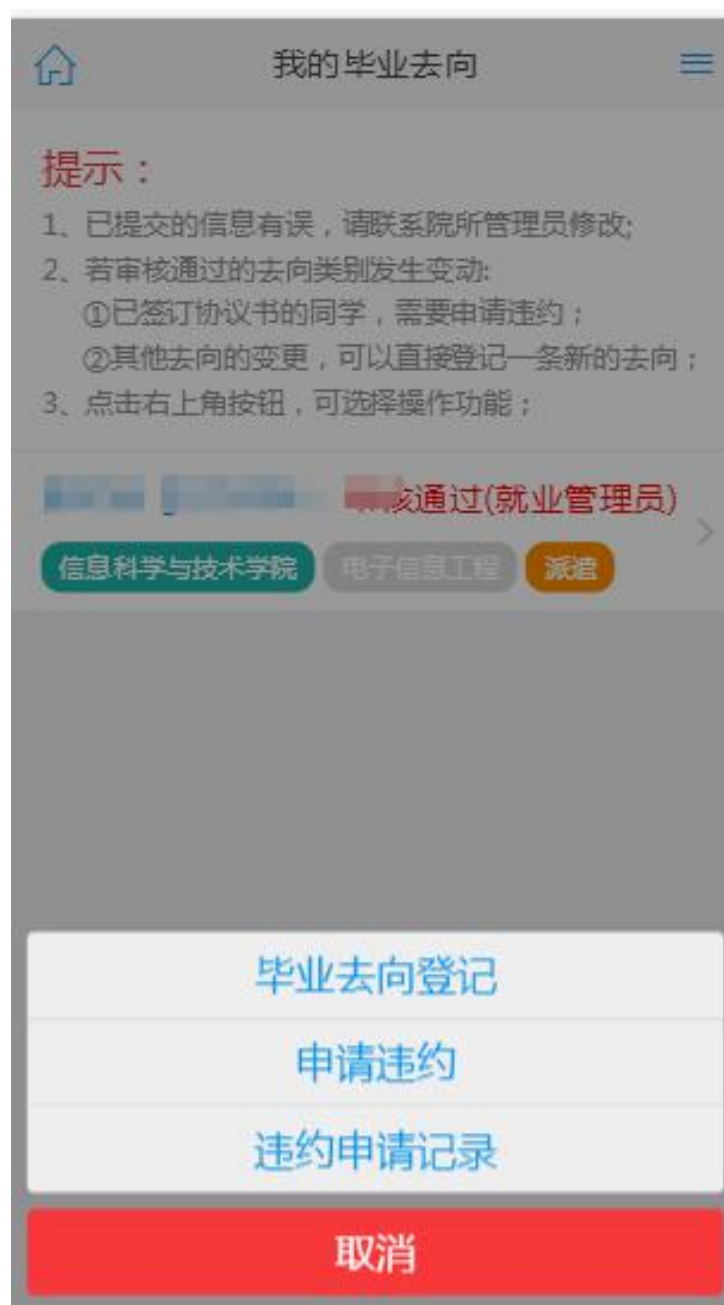 我的毕业去向
提示：
1、已提交的信息有误，请联系院所管理员修改;
2、若审核通过的去向类别发生变动:
①已签订协议书的同学，需要申请违约；
②其他去向的变更，可以直接登记一条新的去向；
3、点击右上角按钮，可选择操作功能；
核通过(就业管理员)
信息科学与技术学院 电子信息工程 派遣
毕业去向登记
申请违约
违约申请记录
取消